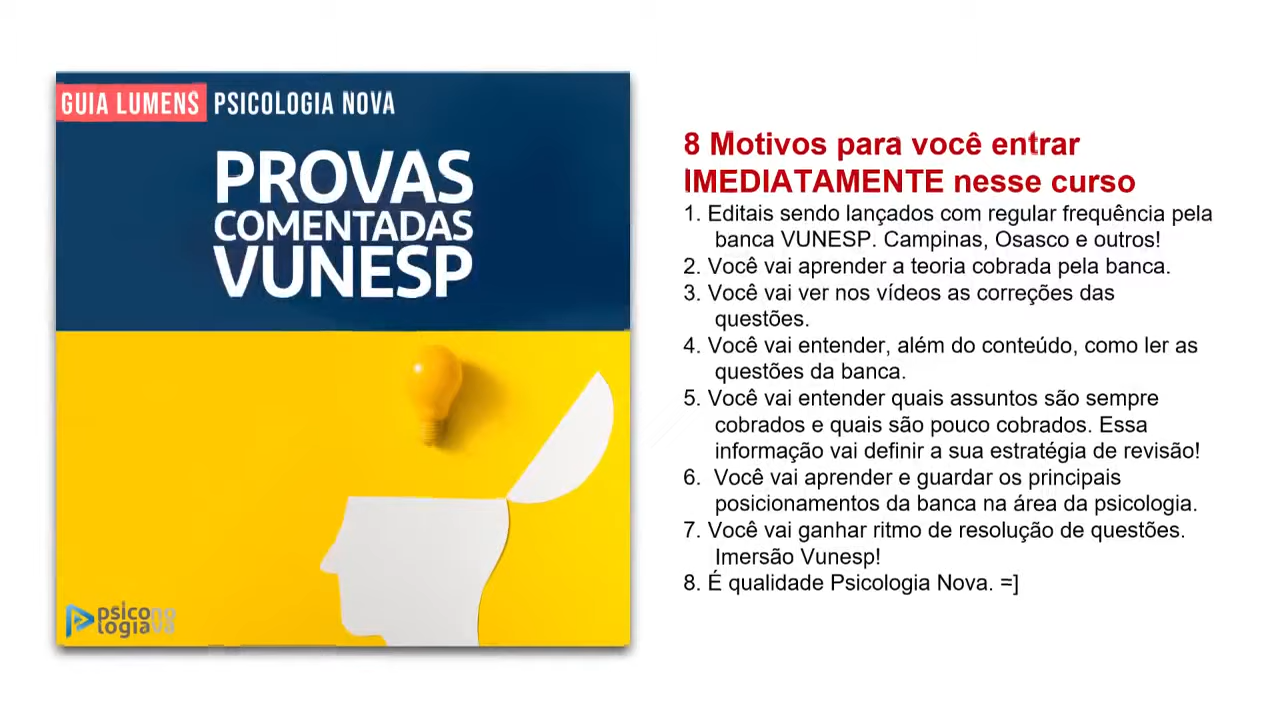 GUIA LUMENS PSICOLOGIA NOVA
PROVAS
COMENTADAS
VUNESP
psico no
logia va
8 Motivos para você entrar
IMEDIATAMENTE nesse curso
1. Editais sendo lançados com regular frequência pela
banca VUNESP. Campinas, Osasco e outros!
2. Você vai aprender a teoria cobrada pela banca.
3. Você vai ver nos vídeos as correções das
questões.
4. Você vai entender, além do conteúdo, como ler as
questões da banca.
5. Você vai entender quais assuntos são sempre
cobrados e quais são pouco cobrados. Essa
informação vai definir a sua estratégia de revisão!
6. Você vai aprender e guardar os principais
posicionamentos da banca na área da psicologia.
7. Você vai ganhar ritmo de resolução de questões.
Imersão Vunesp!
8. É qualidade Psicologia Nova. =]